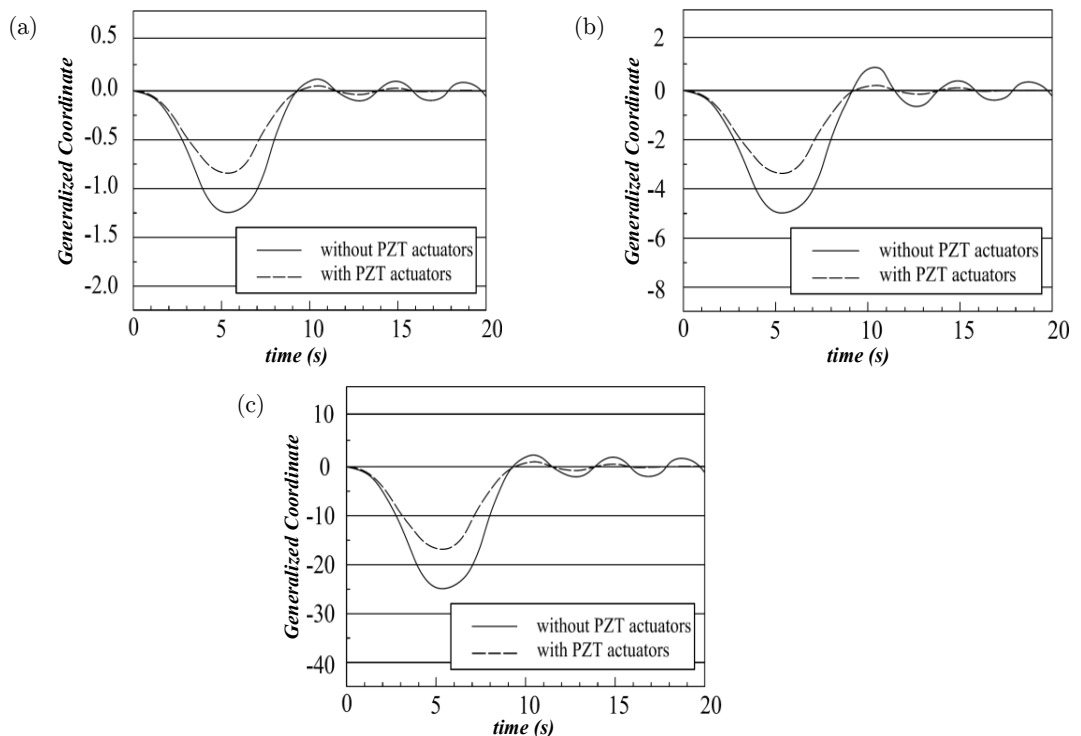 (a)
Generalized Coordinate
0.5
0.0
-0.5
-1.0
-1.5
-2.0
without PZT actuators
with PZT actuators
0 5 10 15 20
time (s)
(b)
Generalized Coordinate
2
0
-2
-4
-6
-8
without PZT actuators
with PZT actuators
0 5 10 15 20
time (s)
(c)
Generalized Coordinate
10
0
-10
-20
-30
-40
without PZT actuators
with PZT actuators
0 5 10 15 20
time (s)